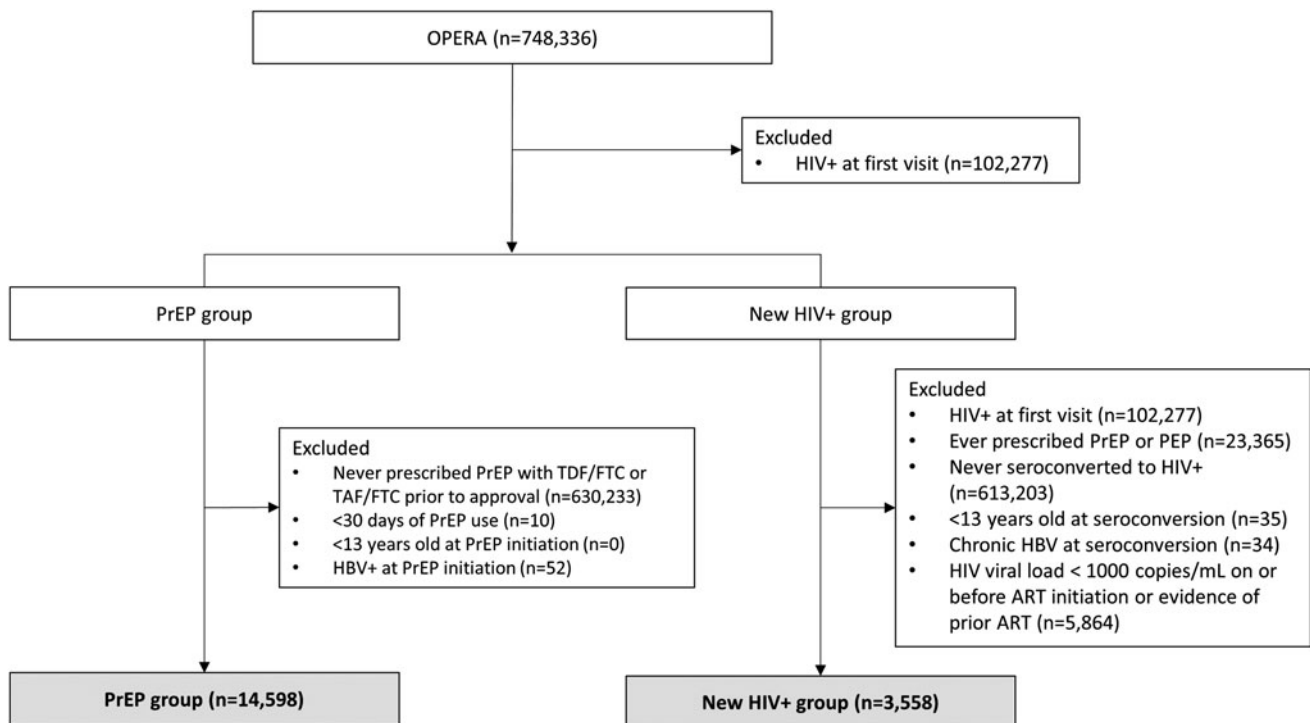 OPERA (n=748,336)
Excluded
• HIV+ at first visit (n=102,277)
PrEP group
New HIV+ group
Excluded
• Never prescribed PrEP with TDF/FTC or
TAF/FTC prior to approval (n=630,233)
• <30 days of PrEP use (n=10)
• <13 years old at PrEP initiation (n=0)
• HBV+ at PrEP initiation (n=52)
Excluded
• HIV+ at first visit (n=102,277)
• Ever prescribed PrEP or PEP (n=23,365)
• Never seroconverted to HIV+
(n=613,203)
• <13 years old at seroconversion (n=35)
• Chronic HBV at seroconversion (n=34)
• HIV viral load < 1000 copies/mL on or
before ART initiation or evidence of
prior ART (n=5,864)
PrEP group (n=14,598)
New HIV+ group (n=3,558)